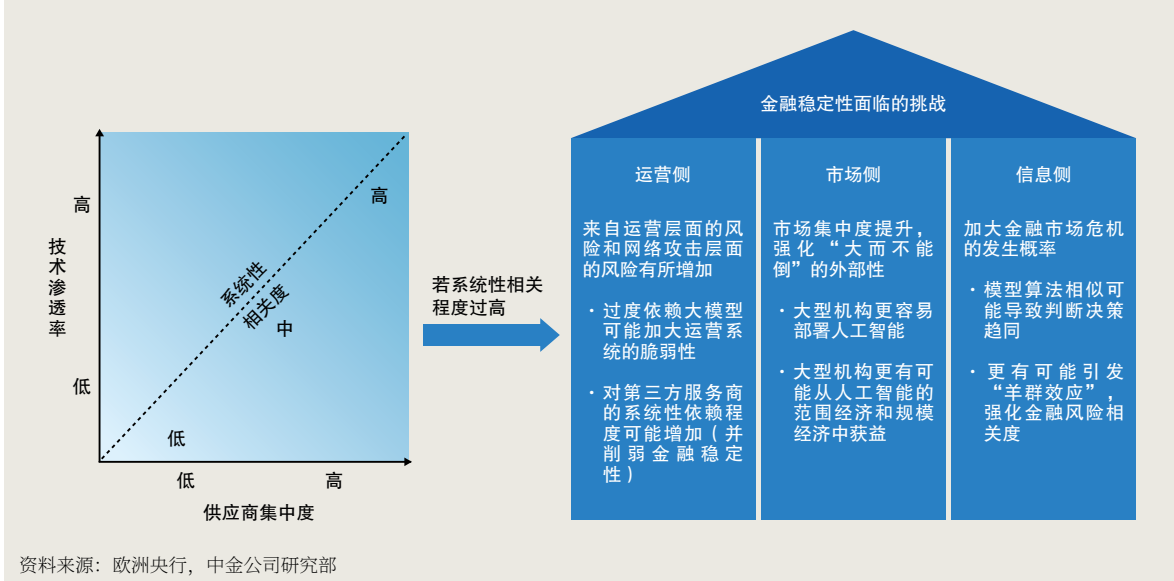 高
技术渗透率
低
系统性
相关度
高
中
低
低
高
供应商集中度
若系统性相关
程度过高
金融稳定性面临的挑战
运营侧
来自运营层面的风
险和网络攻击层面
的风险有所增加
· 过度依赖大模型
可能加大运营系
统的脆弱性
· 对第三方服务商
的系统性依赖程
度可能增加（并
削弱金融稳定
性）
市场侧
市场集中度提升，
强化“大而不能
倒”的外部性
· 大型机构更容易
部署人工智能
· 大型机构更有可
能从人工智能的
范围经济和规模
经济中获益
信息侧
加大金融市场危机
的发生概率
· 模型算法相似可
能导致判断决策
趋同
· 更有可能引发
“羊群效应”，
强化金融风险相
关度
资料来源：欧洲央行，中金公司研究部